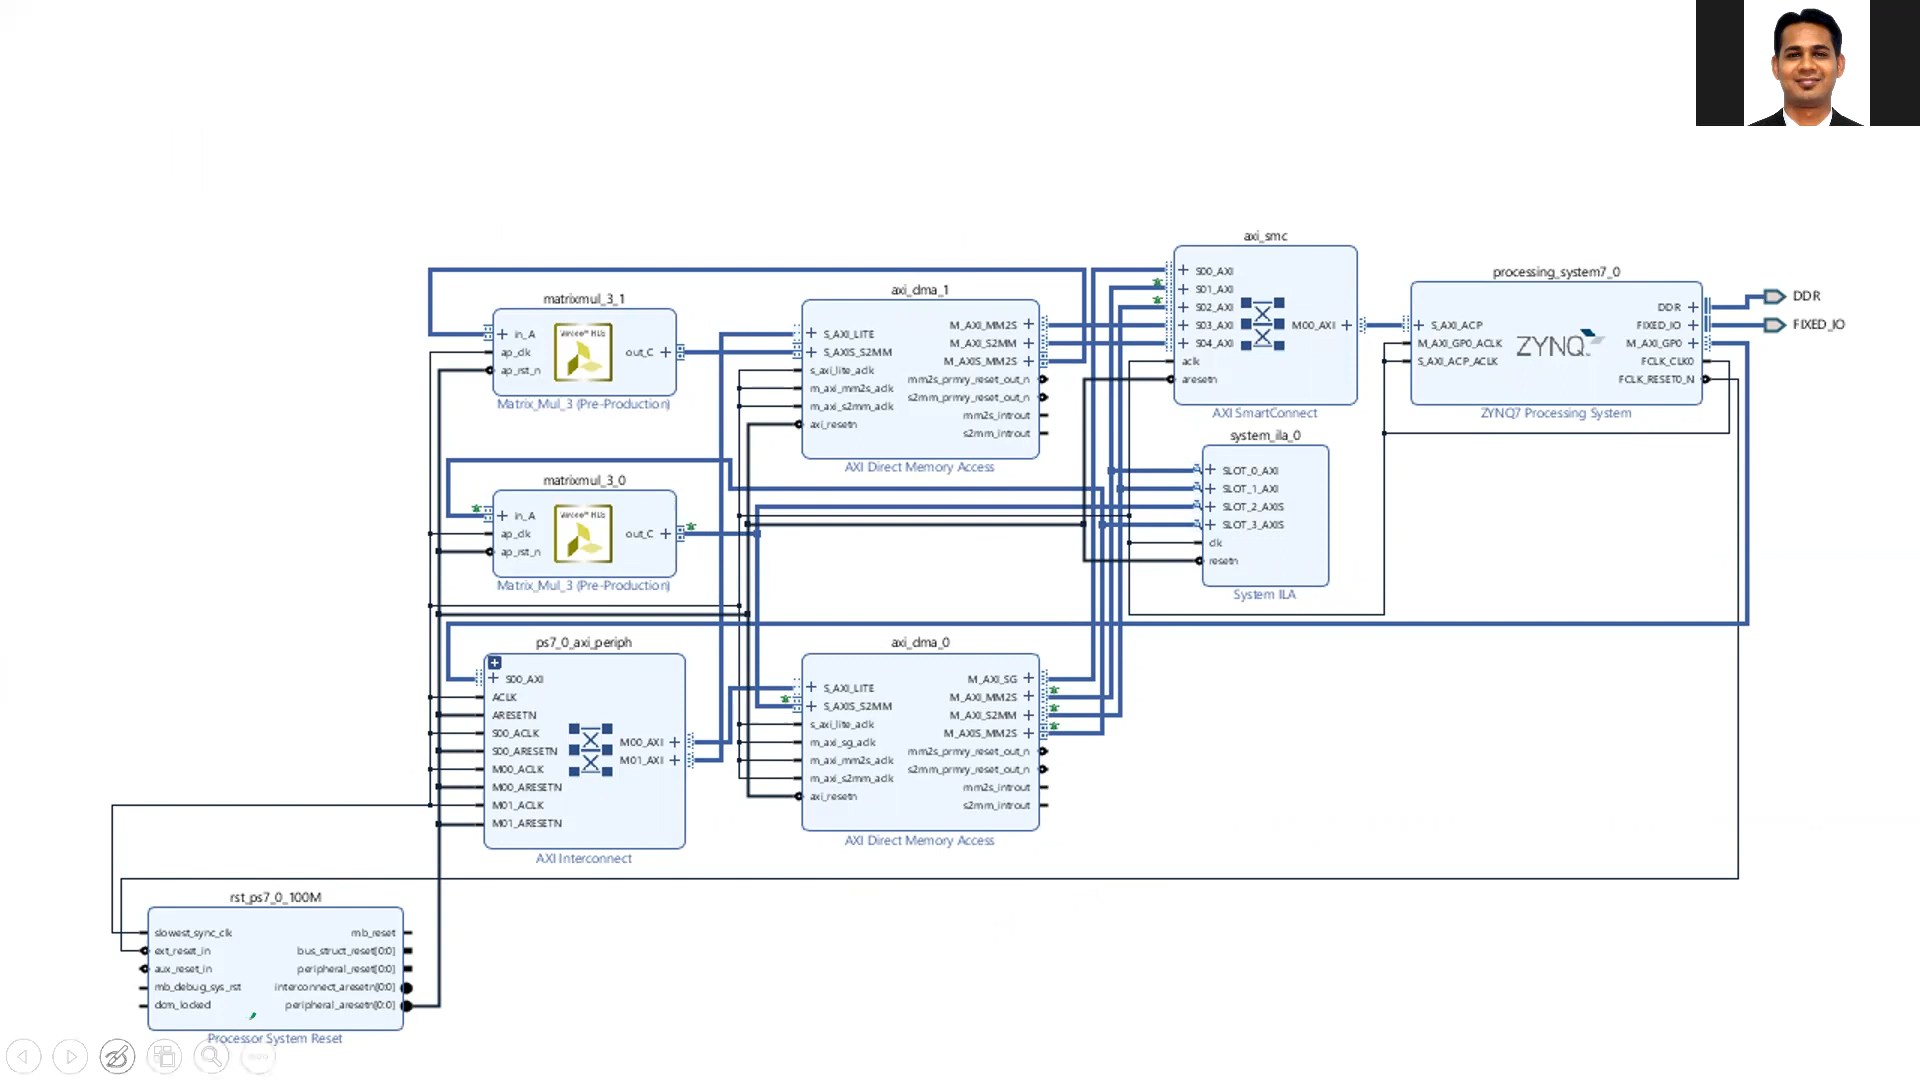 axi_smc
S00_AXI
S01_AXI
S02_AXI
S03_AXI
S04_AXI
aclk
aresetn
M00_AXI
AXI SmartConnect
processing_system7_0
S_AXI_ACP
M_AXI_GP0_ACLK
S_AXI_ACP_ACLK
ZYNQ
DDR
FIXED_IO
M_AXI_GP0
FCLK_CLK0
FCLK_RESET0_N
ZYNQ7 Processing System
DDR
FIXED_IO
matrixmul_3_1
in_A
ap_clk
ap_rst_n
out_C
Matrix_Mul_3 (Pre-Production)
axi_dma_1
S_AXI_LITE
S_AXIS_S2MM
s_axi_lite_aclk
m_axi_mm2s_aclk
m_axi_s2mm_aclk
axi_resetn
M_AXI_MM2S
M_AXI_S2MM
M_AXIS_MM2S
mm2s_prmry_reset_out_n
s2mm_prmry_reset_out_n
mm2s_introut
s2mm_introut
AXI Direct Memory Access
system_ila_0
SLOT_0_AXI
SLOT_1_AXI
SLOT_2_AXIS
SLOT_3_AXIS
clk
resetn
System ILA
matrixmul_3_0
in_A
ap_clk
ap_rst_n
out_C
Matrix_Mul_3 (Pre-Production)
ps7_0_axi_periph
S00_AXI
ACLK
ARESETN
S00_ACLK
S00_ARESETN
M00_ACLK
M00_ARESETN
M01_ACLK
M01_ARESETN
M00_AXI
M01_AXI
AXI Interconnect
axi_dma_0
S_AXI_LITE
S_AXIS_S2MM
s_axi_lite_aclk
m_axi_sg_aclk
m_axi_mm2s_aclk
m_axi_s2mm_aclk
axi_resetn
M_AXI_SG
M_AXI_MM2S
M_AXI_S2MM
M_AXIS_MM2S
mm2s_prmry_reset_out_n
s2mm_prmry_reset_out_n
mm2s_introut
s2mm_introut
AXI Direct Memory Access
rst_ps7_0_100M
slowest_sync_clk
ext_reset_in
aux_reset_in
mb_debug_sys_rst
dcm_locked
mb_reset
bus_struct_reset[0:0]
peripheral_reset[0:0]
interconnect_aresetn[0:0]
peripheral_aresetn[0:0]
Processor System Reset